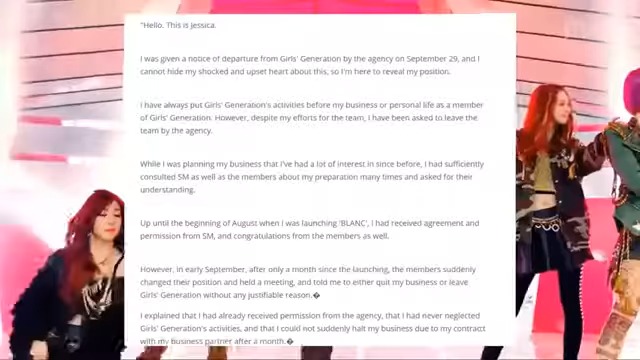 "Hello. This is Jessica.
I was given a notice of departure from Girls' Generation by the agency on September 29, and I
cannot hide my shocked and upset heart about this, so I'm here to reveal my position.
I have always put Girls' Generation's activities before my business or personal life as a member
of Girls' Generation. However, despite my efforts for the team, I have been asked to leave the
team by the agency.
While I was planning my business that I've had a lot of interest in since before, I had sufficiently
consulted SM as well as the members about my preparation many times and asked for their
understanding.
Up until the beginning of August when I was launching 'BLANC', I had received agreement and
permission from SM, and congratulations from the members as well.
However, in early September, after only a month since the launching, the members suddenly
changed their position and held a meeting, and told me to either quit my business or leave
Girls' Generation without any justifiable reason.�
I explained that I had already received permission from the agency, that I had never neglected
Girls' Generation's activities, and that I could not suddenly halt my business due to my contract
with my business partner after a month.�